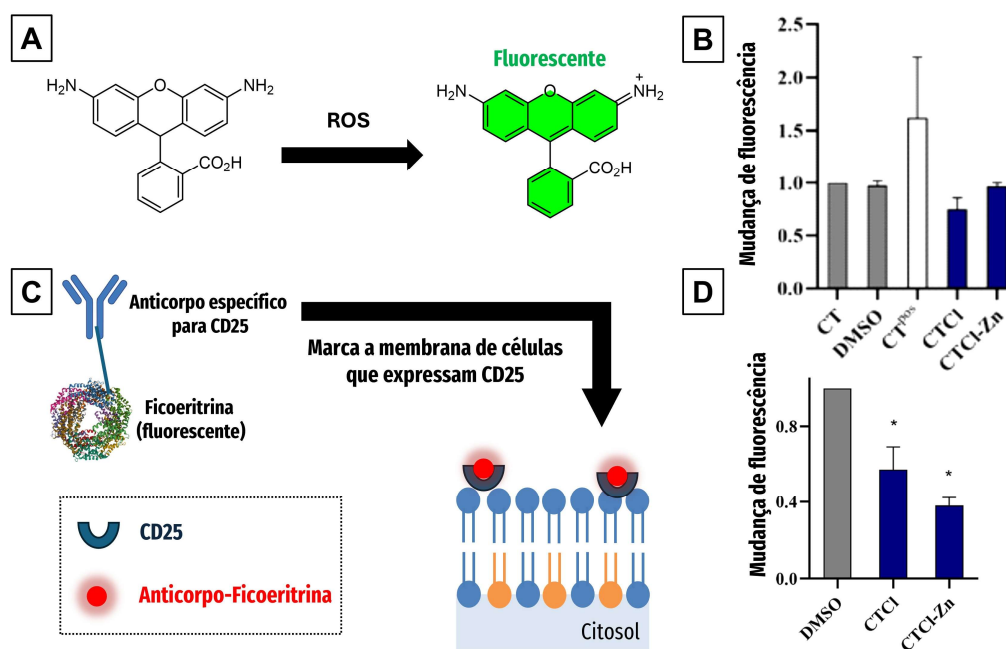 A
H₂N
O
NH₂
CO₂H
ROS
Fluorescente
H₂N
O
+
NH₂
CO₂H
B
Mudança de fluorescência
2.5
2.0
1.5
1.0
0.5
0.0
CT
DMSO
CTᵖᵒˢ
CTCl
CTCl-Zn
C
Anticorpo específico
para CD25
Ficoeritrina
(fluorescente)
Marca a membrana de células
que expressam CD25
CD25
Anticorpo-Ficoeritrina
Citosol
D
Mudança de fluorescência
0.8
0.4
0.0
*
*
DMSO
CTCl
CTCl-Zn